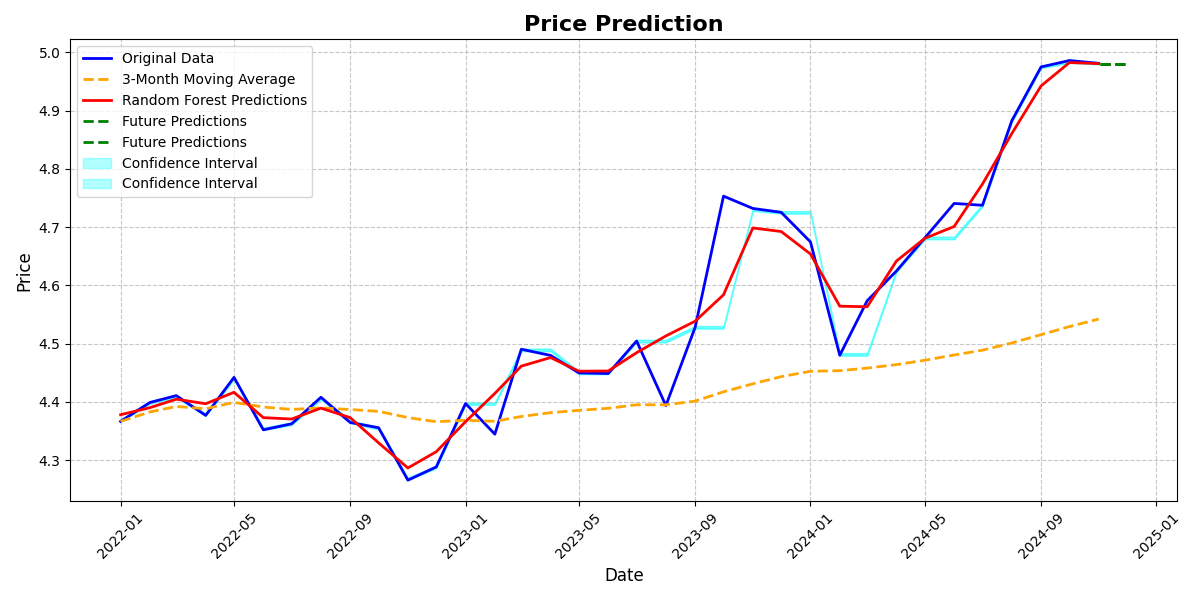 Price Prediction
Original Data
3-Month Moving Average
Random Forest Predictions
Future Predictions
Future Predictions
Confidence Interval
Confidence Interval
Price
5.0
4.9
4.8
4.7
4.6
4.5
4.4
4.3
2022-01
2022-05
2022-09
2023-01
2023-05
2023-09
2024-01
2024-05
2024-09
2025-01
Date